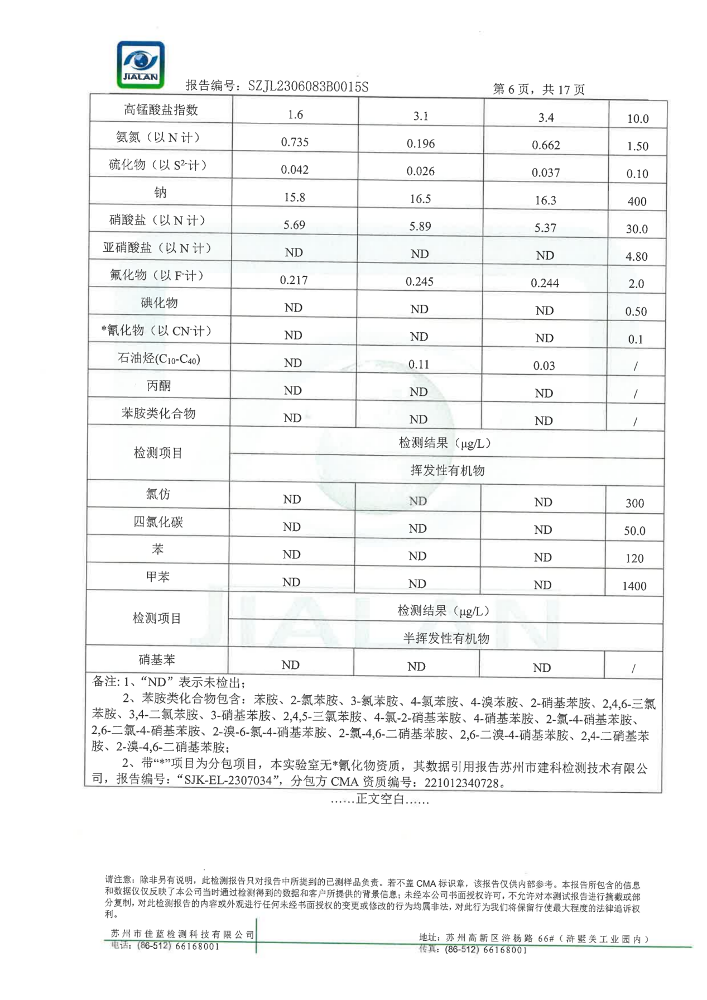 JIALAN
报告编号：SZJL2306083B0015S 第 6 页，共 17 页
高锰酸盐指数 1.6 3.1 3.4 10.0
氨氮（以 N 计） 0.735 0.196 0.662 1.50
硫化物（以 S²⁻计） 0.042 0.026 0.037 0.10
钠 15.8 16.5 16.3 400
硝酸盐（以 N 计） 5.69 5.89 5.37 30.0
亚硝酸盐（以 N 计） ND ND ND 4.80
氟化物（以 F⁻计） 0.217 0.245 0.244 2.0
碘化物 ND ND ND 0.50
*氰化物（以 CN⁻计） ND ND ND 0.1
石油烃(C₁₀-C₄₀) ND 0.11 0.03 /
丙酮 ND ND ND /
苯胺类化合物 ND ND ND /
检测项目 检测结果（μg/L）
挥发性有机物
氯仿 ND ND ND 300
四氯化碳 ND ND ND 50.0
苯 ND ND ND 120
甲苯 ND ND ND 1400
检测项目 检测结果（μg/L）
半挥发性有机物
硝基苯 ND ND ND /
备注: 1、“ND”表示未检出；
2、苯胺类化合物包含：苯胺、2-氯苯胺、3-氯苯胺、4-氯苯胺、4-溴苯胺、2-硝基苯胺、2,4,6-三氯
苯胺、3,4-二氯苯胺、3-硝基苯胺、2,4,5-三氯苯胺、4-氯-2-硝基苯胺、4-硝基苯胺、2-氯-4-硝基苯胺、
2,6-二氯-4-硝基苯胺、2-溴-6-氯-4-硝基苯胺、2-氯-4,6-二硝基苯胺、2,6-二溴-4-硝基苯胺、2,4-二硝基苯
胺、2-溴-4,6-二硝基苯胺；
2、带“*”项目为分包项目，本实验室无*氰化物资质，其数据引用报告苏州市建科检测技术有限公
司，报告编号：“SJK-EL-2307034”，分包方 CMA 资质编号：221012340728。
……正文空白……
请注意：除非另有说明，此检测报告只对报告中所提到的已测样品负责。若不盖 CMA 标识章，该报告仅供内部参考。本报告所包含的信息
和数据仅仅反映了本公司当时通过检测得到的数据和客户所提供的背景信息；未经本公司书面授权许可，不允许对本测试报告进行摘截或部
分复制，对此检测报告的内容或外观进行任何未经书面授权的变更或修改的行为均属非法，对此行为我们将保留行使最大程度的法律追诉权
利。
苏州市佳蓝检测科技有限公司 地址：苏州高新区浒杨路 66#（浒墅关工业园内）
电话：(86-512) 66168001 传真：(86-512) 66168001
JIALAN